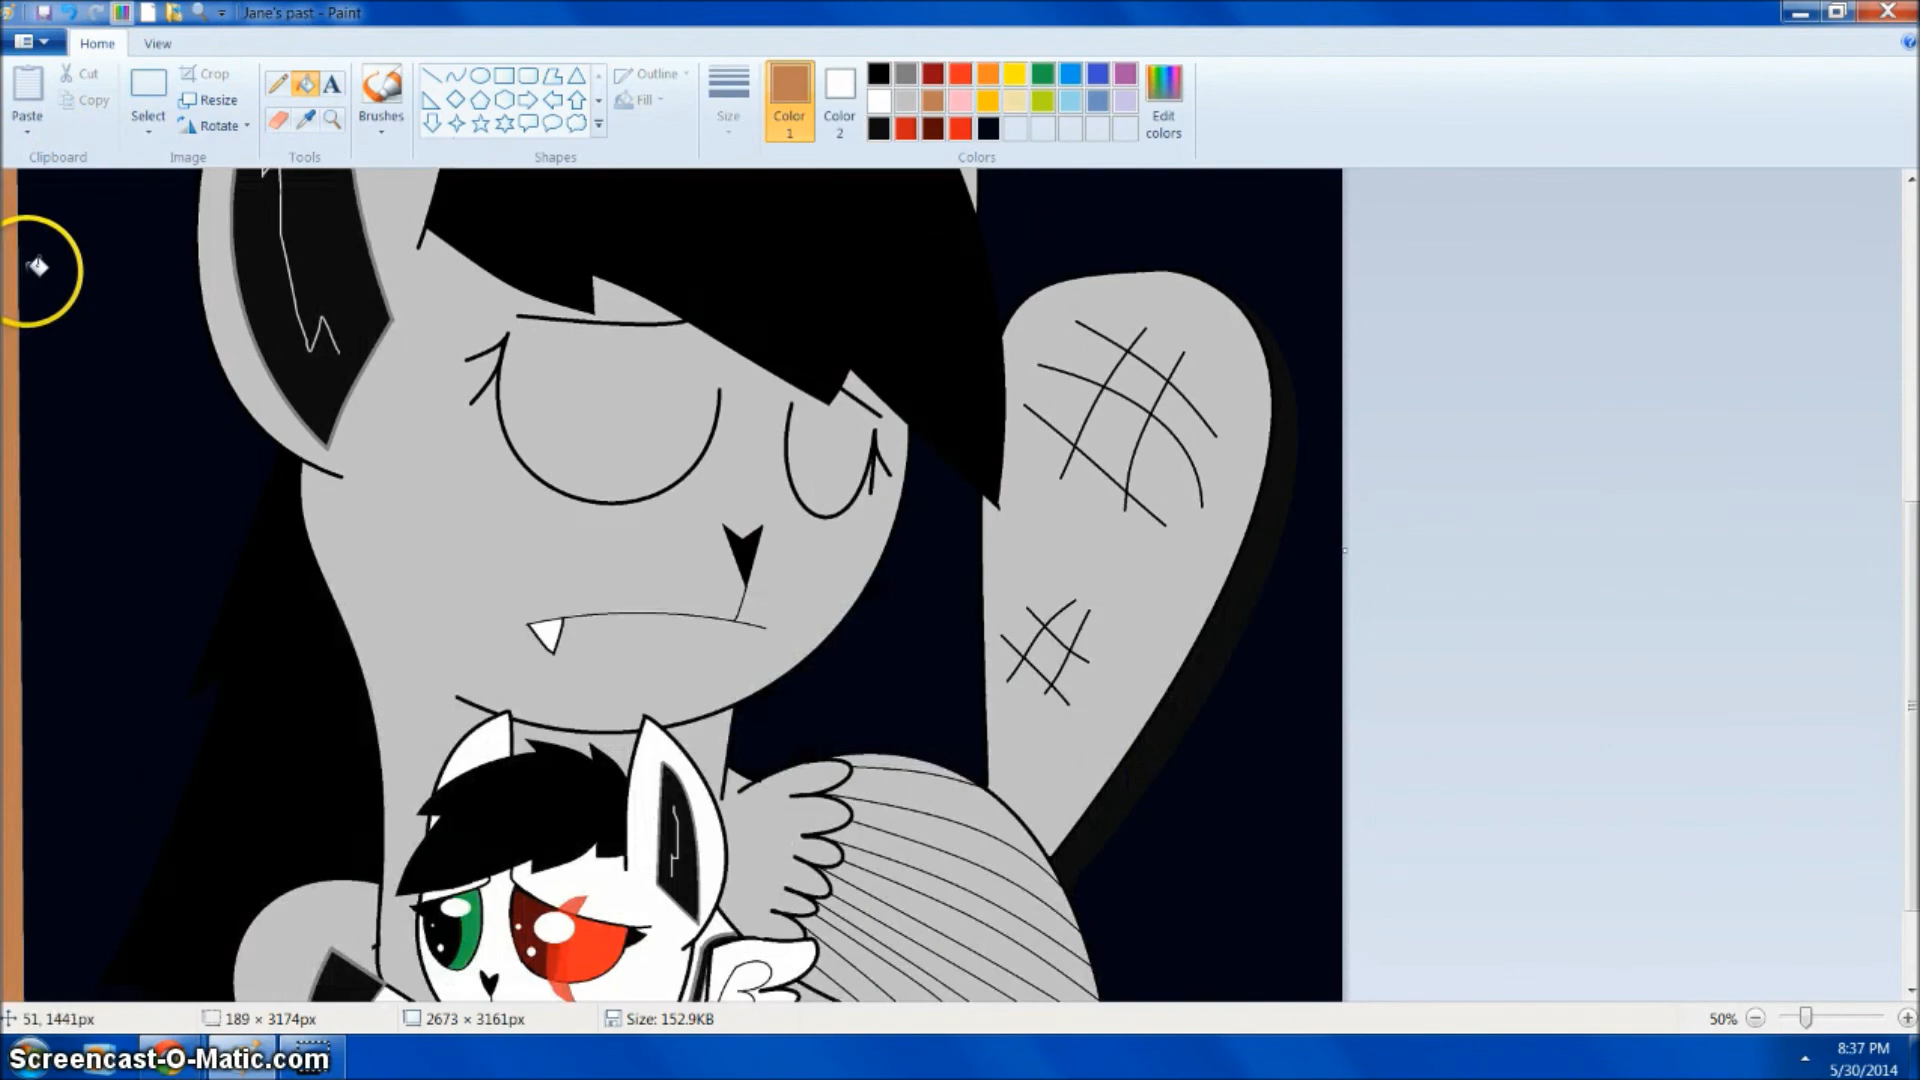 Jane's past - Paint
Home View
Paste
Cut
Copy
Clipboard
Select
Crop
Resize
Rotate
Image
A
Tools
Brushes
Outline
Fill
Shapes
Size
Color
1
Color
2
Edit
colors
Colors
51, 1441px
189 × 3174px
2673 × 3161px
Size: 152.9KB
50%
Screencast-O-Matic.com
8:37 PM
5/30/2014